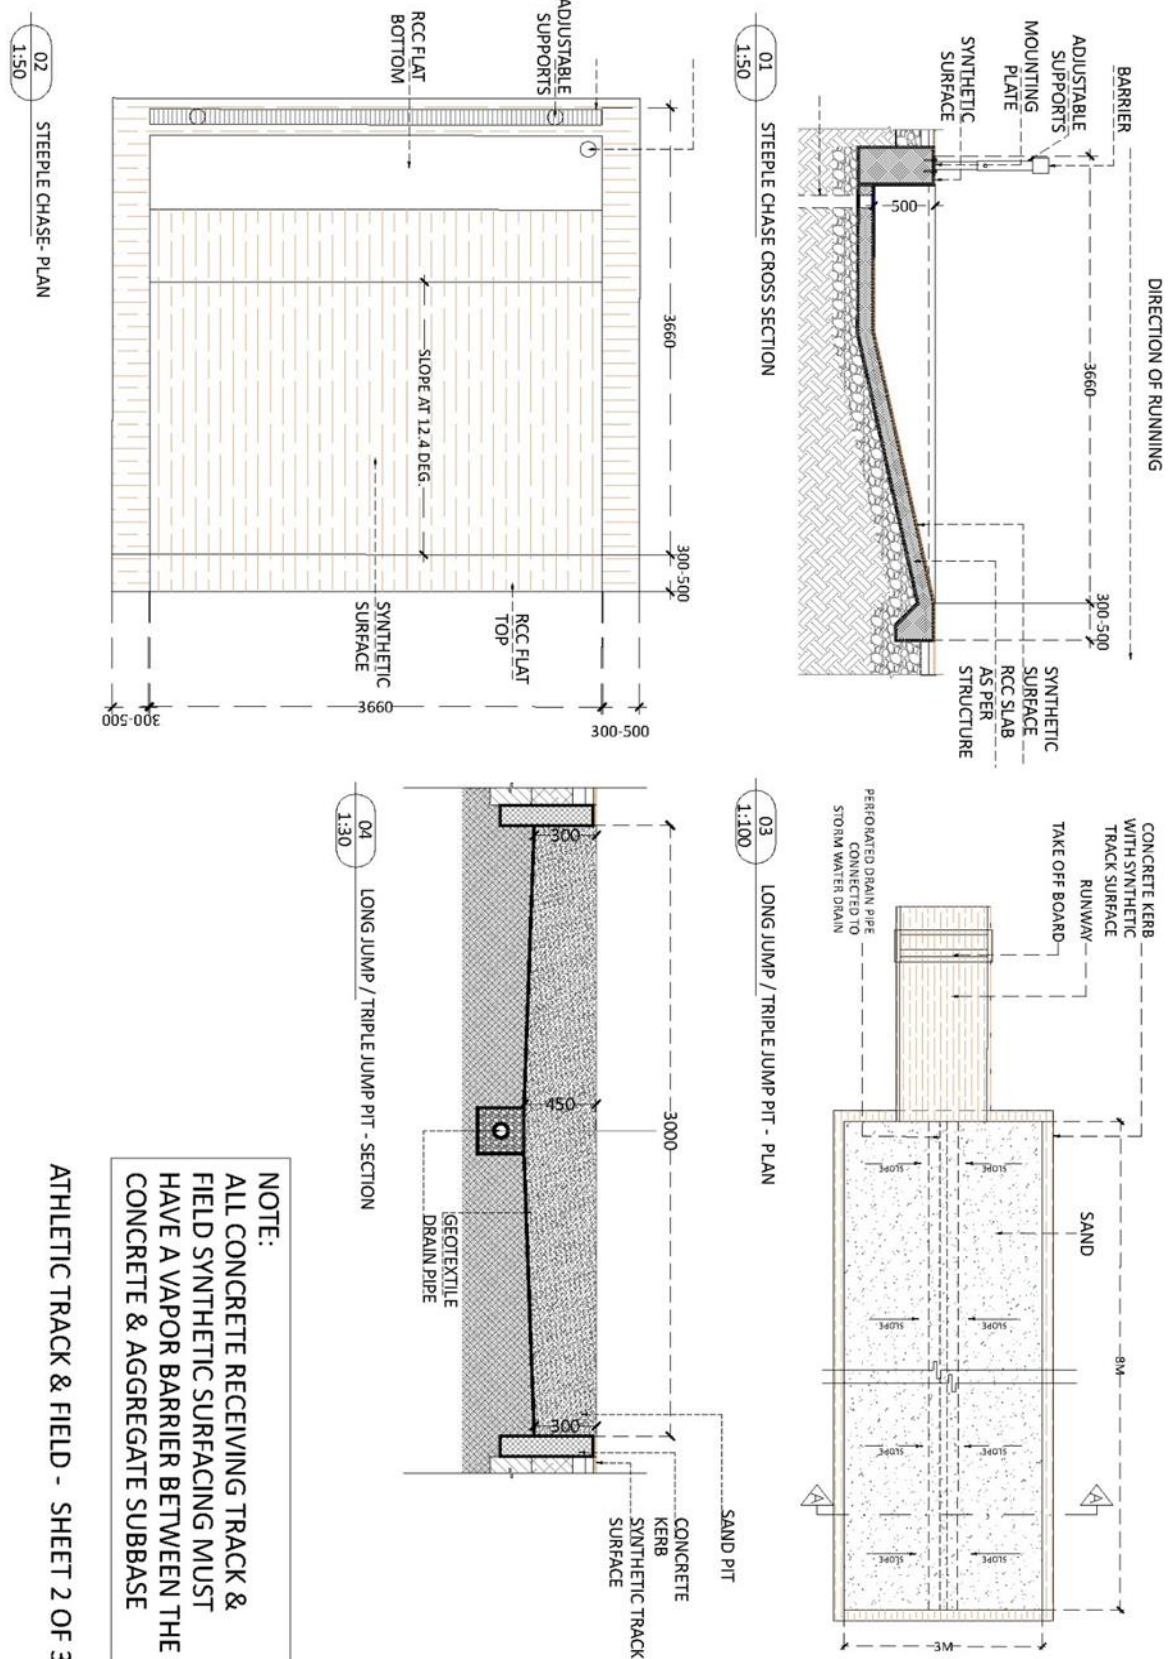 DIRECTION OF RUNNING
BARRIER
ADJUSTABLE
SUPPORTS
MOUNTING
PLATE
SYNTHETIC
SURFACE
3660
300-500
500
SYNTHETIC
SURFACE
RCC SLAB
AS PER
STRUCTURE
01
1:50
STEEPLE CHASE CROSS SECTION
ADJUSTABLE
SUPPORTS
RCC FLAT
BOTTOM
3660
300-500
SLOPE AT 12.4 DEG.
RCC FLAT
TOP
SYNTHETIC
SURFACE
300-500
3660
300-500
02
1:50
STEEPLE CHASE- PLAN
CONCRETE KERB
WITH SYNTHETIC
TRACK SURFACE
RUNWAY
TAKE OFF BOARD
PERFORATED DRAIN PIPE
CONNECTED TO
STORM WATER DRAIN
SAND
8M
3M
SLOPE
SLOPE
SLOPE
SLOPE
SLOPE
SLOPE
SLOPE
SLOPE
A
A
03
1:100
LONG JUMP / TRIPLE JUMP PIT - PLAN
3000
300
450
300
SAND PIT
CONCRETE
KERB
SYNTHETIC TRACK
SURFACE
GEOTEXTILE
DRAIN PIPE
04
1:30
LONG JUMP / TRIPLE JUMP PIT - SECTION
NOTE:
ALL CONCRETE RECEIVING TRACK &
FIELD SYNTHETIC SURFACING MUST
HAVE A VAPOR BARRIER BETWEEN THE
CONCRETE & AGGREGATE SUBBASE
ATHLETIC TRACK & FIELD - SHEET 2 OF 3